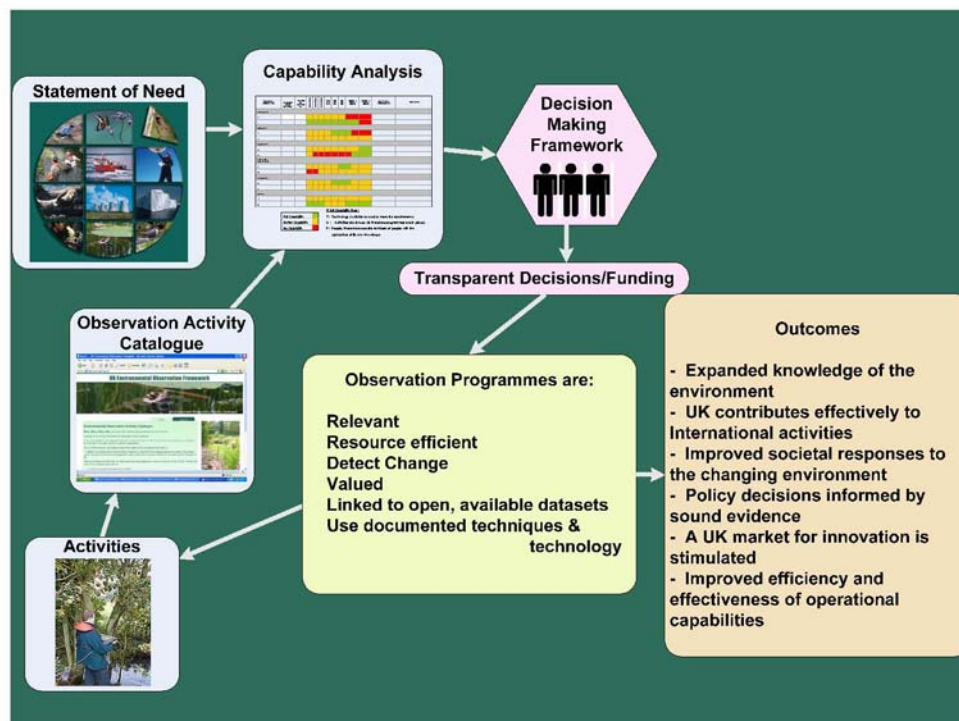 Statement of Need
Capability Analysis
Decision
Making
Framework
Transparent Decisions/Funding
Observation Activity
Catalogue
UK Environmental Observation Framework
Activities
Observation Programmes are:
Relevant
Resource efficient
Detect Change
Valued
Linked to open, available datasets
Use documented techniques &
technology
Outcomes
- Expanded knowledge of the
environment
- UK contributes effectively to
International activities
- Improved societal responses to
the changing environment
- Policy decisions informed by
sound evidence
- A UK market for innovation is
stimulated
- Improved efficiency and
effectiveness of operational
capabilities